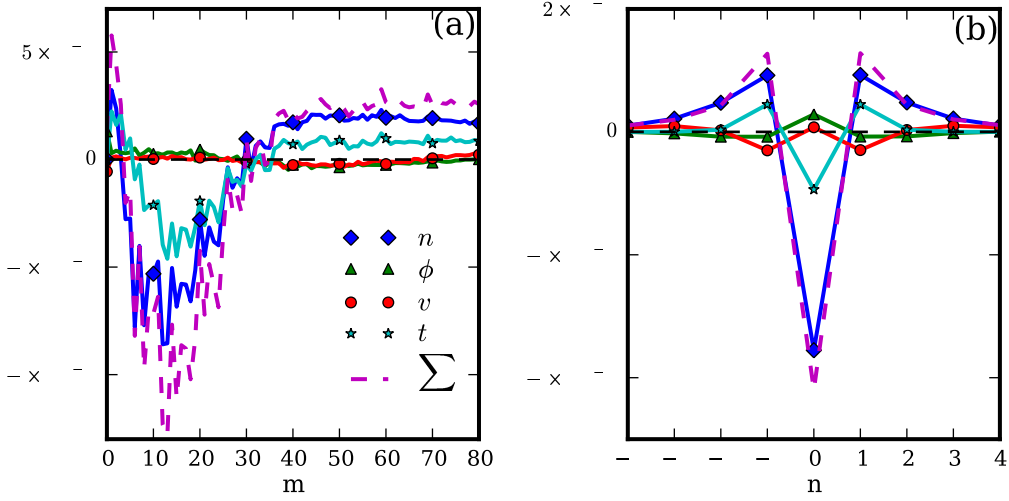 (a)
5 × ⁻
0
− × ⁻
− × ⁻
0 10 20 30 40 50 60 70 80
m
n
ϕ
v
t
∑
(b)
2 × ⁻
0
− × ⁻
− × ⁻
− − − − 0 1 2 3 4
n